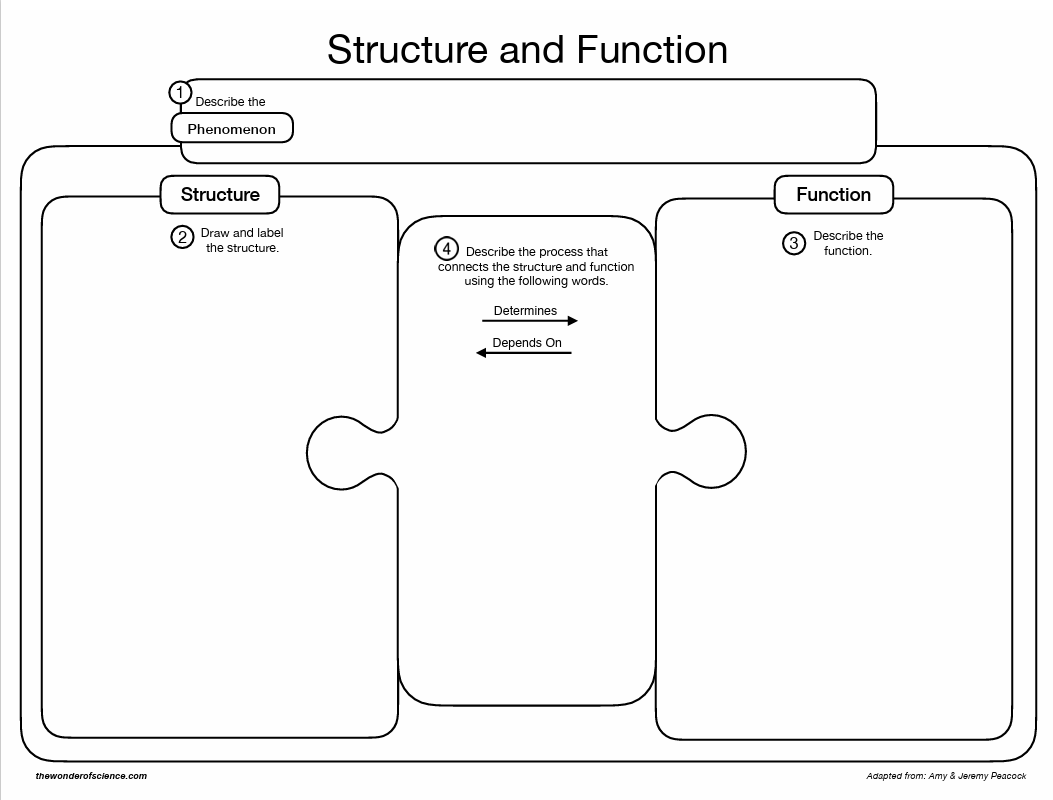 Structure and Function
1
Describe the
Phenomenon
Structure
2
Draw and label
the structure.
4
Describe the process that
connects the structure and function
using the following words.
Determines
Depends On
Function
3
Describe the
function.
thewonderofscience.com
Adapted from: Amy & Jeremy Peacock